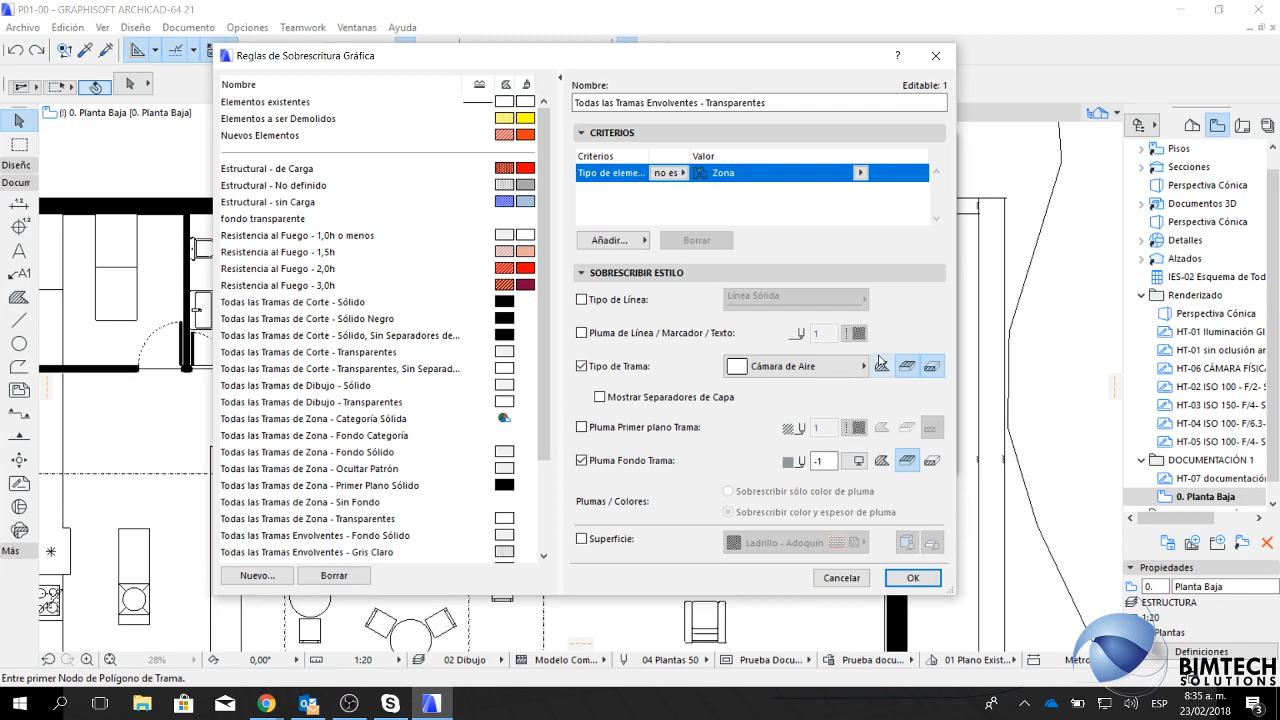 P01-00 - GRAPHISOFT ARCHICAD-64 21
Archivo Edición Ver Diseño Documento Opciones Teamwork Ventanas Ayuda
Reglas de Sobrescritura Gráfica
(!) 0. Planta Baja [0. Planta Baja]
Diseñ
Docur
Más
Nombre
Elementos existentes
Elementos a ser Demolidos
Nuevos Elementos
Estructural - de Carga
Estructural - No definido
Estructural - sin Carga
fondo transparente
Resistencia al Fuego - 1,0h o menos
Resistencia al Fuego - 1,5h
Resistencia al Fuego - 2,0h
Resistencia al Fuego - 3,0h
Todas las Tramas de Corte - Sólido
Todas las Tramas de Corte - Sólido Negro
Todas las Tramas de Corte - Sólido, Sin Separadores de...
Todas las Tramas de Corte - Transparentes
Todas las Tramas de Corte - Transparentes, Sin Separad...
Todas las Tramas de Dibujo - Sólido
Todas las Tramas de Dibujo - Transparentes
Todas las Tramas de Zona - Categoría Sólida
Todas las Tramas de Zona - Fondo Categoría
Todas las Tramas de Zona - Fondo Sólido
Todas las Tramas de Zona - Ocultar Patrón
Todas las Tramas de Zona - Primer Plano Sólido
Todas las Tramas de Zona - Sin Fondo
Todas las Tramas de Zona - Transparentes
Todas las Tramas Envolventes - Fondo Sólido
Todas las Tramas Envolventes - Gris Claro
Nuevo... Borrar
Nombre: Editable: 1
Todas las Tramas Envolventes - Transparentes
CRITERIOS
Criterios Valor
Tipo de eleme... no es Zona
Añadir... Borrar
SOBRESCRIBIR ESTILO
Tipo de Línea: Línea Sólida
Pluma de Línea / Marcador / Texto: 1
Tipo de Trama: Cámara de Aire
Mostrar Separadores de Capa
Pluma Primer plano Trama: 1
Pluma Fondo Trama: -1
Plumas / Colores: Sobrescribir sólo color de pluma
Sobrescribir color y espesor de pluma
Superficie: Ladrillo - Adoquín
Cancelar OK
Pisos
Secciones
Perspectiva Cónica
Documentos 3D
Perspectiva Cónica
Detalles
Alzados
IES-02 Esquema de Tod
Renderizado
Perspectiva Cónica
HT-01 Iluminación Gl
HT-01 sin oclusión ar
HT-06 CÁMARA FÍSICA
HT-02 ISO 100 - F/2- S
HT-03 ISO 150- F/4- S
HT-04 ISO 100 - F/6.3-
HT-05 ISO 100 - F/4- S
DOCUMENTACIÓN 1
HT-07 documentación
0. Planta Baja
Propiedades
0. Planta Baja
ESTRUCTURA
1:20
Plantas
Definiciones
28% 0,00° 1:20 02 Dibujo Modelo Com... 04 Plantas 50 Prueba Docu... Prueba docu... 01 Plano Exist... Metro
Entre primer Nodo de Polígono de Trama.
BIMTECH
SOLUTIONS
ESP
8:35 a. m.
23/02/2018
3